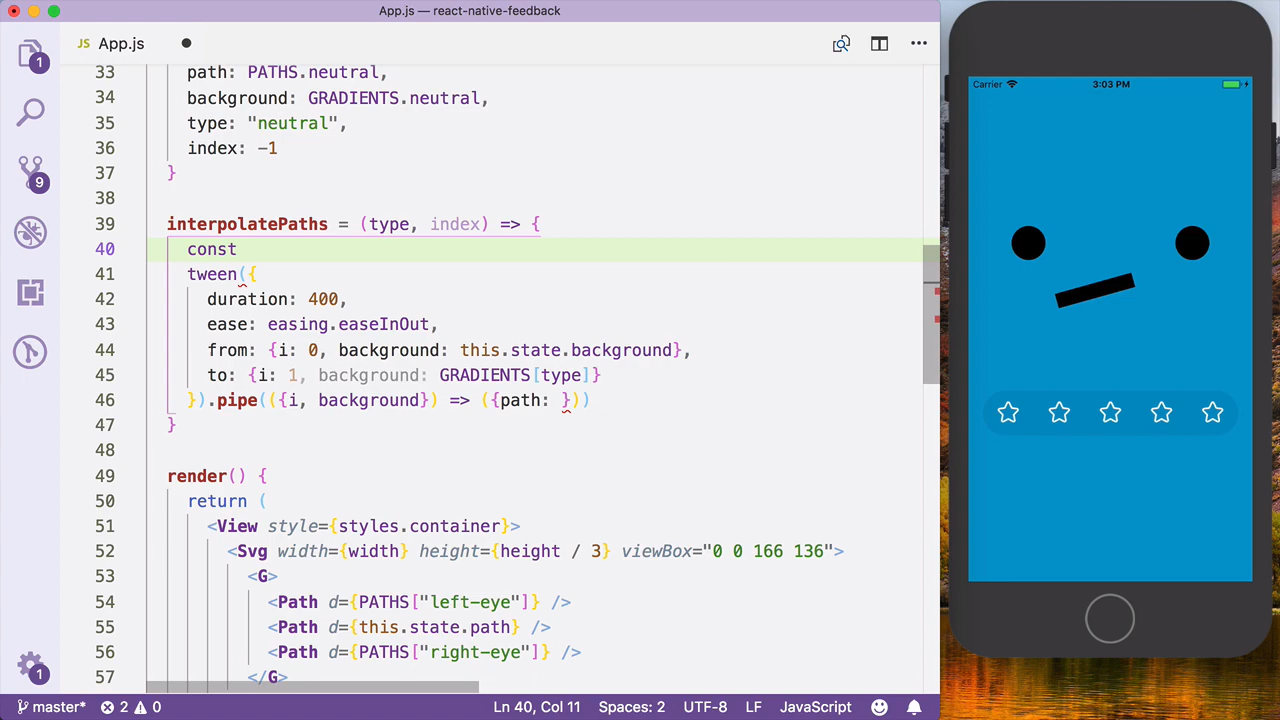 App.js — react-native-feedback
JS App.js
33 path: PATHS.neutral,
34 background: GRADIENTS.neutral,
35 type: "neutral",
36 index: -1
37 }
38
39 interpolatePaths = (type, index) => {
40 const
41 tween({
42 duration: 400,
43 ease: easing.easeInOut,
44 from: {i: 0, background: this.state.background},
45 to: {i: 1, background: GRADIENTS[type]}
46 }).pipe(({i, background}) => ({path: }))
47 }
48
49 render() {
50 return (
51 <View style={styles.container}>
52 <Svg width={width} height={height / 3} viewBox="0 0 166 136">
53 <G>
54 <Path d={PATHS["left-eye"]} />
55 <Path d={this.state.path} />
56 <Path d={PATHS["right-eye"]} />
57 </G>
1
9
1
master* 2 0 Ln 40, Col 11 Spaces: 2 UTF-8 LF JavaScript
Carrier 3:03 PM